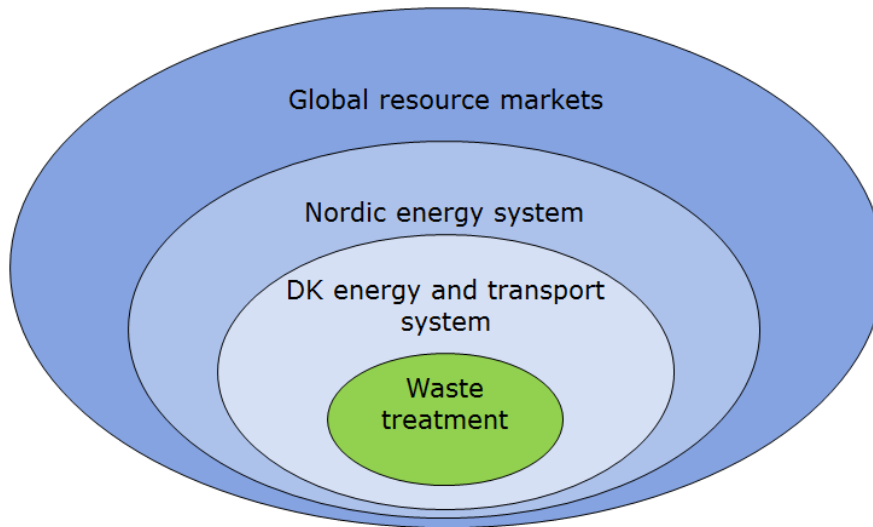 Global resource markets
Nordic energy system
DK energy and transport
system
Waste
treatment